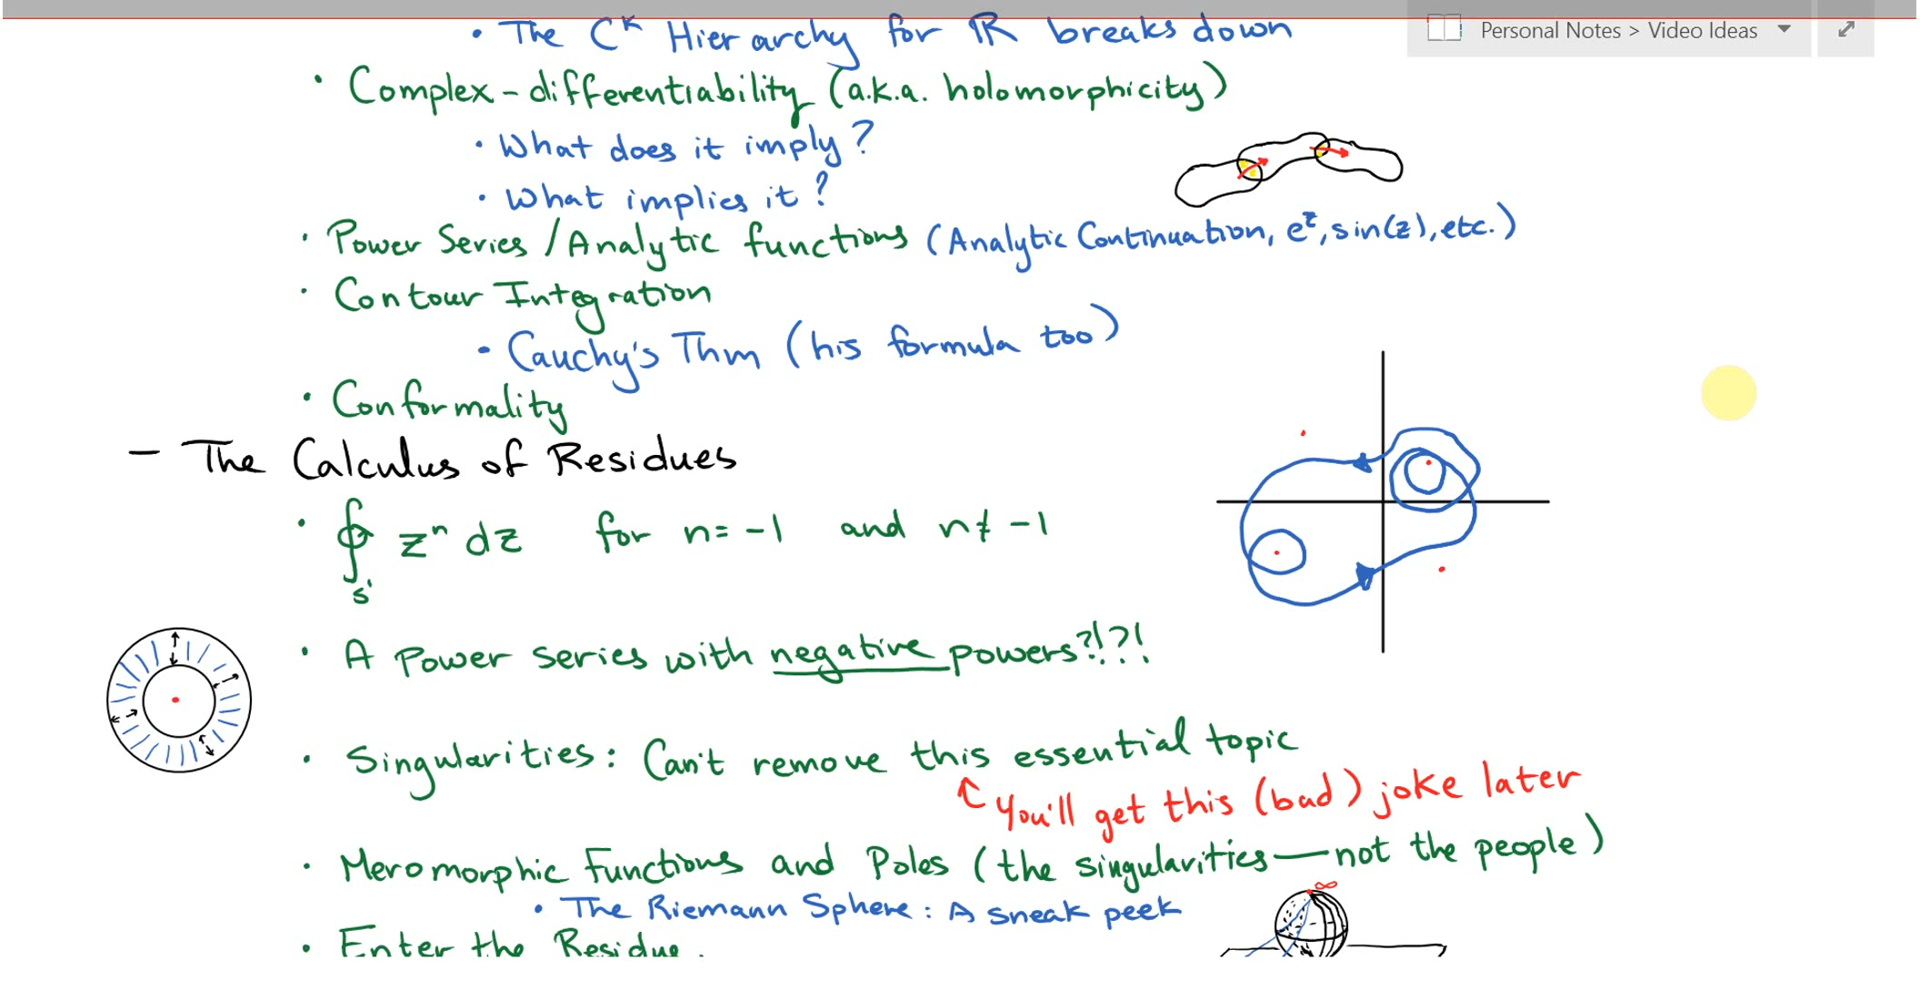 • The Cᵏ Hierarchy for ℝ breaks down
Personal Notes > Video Ideas
• Complex-differentiability (a.k.a. holomorphicity)
• What does it imply?
• What implies it?
• Power Series/Analytic functions (Analytic Continuation, eᶻ, sin(z), etc.)
• Contour Integration
• Cauchy's Thm (his formula too)
• Conformality
- The Calculus of Residues
• ∮_S¹ zⁿ dz for n=-1 and n≠-1
• A Power series with negative powers?!?!
• Singularities: Can't remove this essential topic
↑ You'll get this (bad) joke later
• Meromorphic Functions and Poles (the singularities—not the people)
∞
• The Riemann Sphere: A sneak peek
• Enter the Residue.